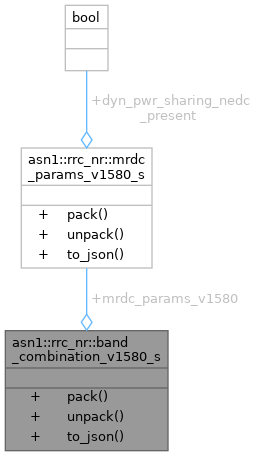 bool
+dyn_pwr_sharing_nedc
_present
asn1::rrc_nr::mrdc
_params_v1580_s
+ pack()
+ unpack()
+ to_json()
+mrdc_params_v1580
asn1::rrc_nr::band
_combination_v1580_s
+ pack()
+ unpack()
+ to_json()